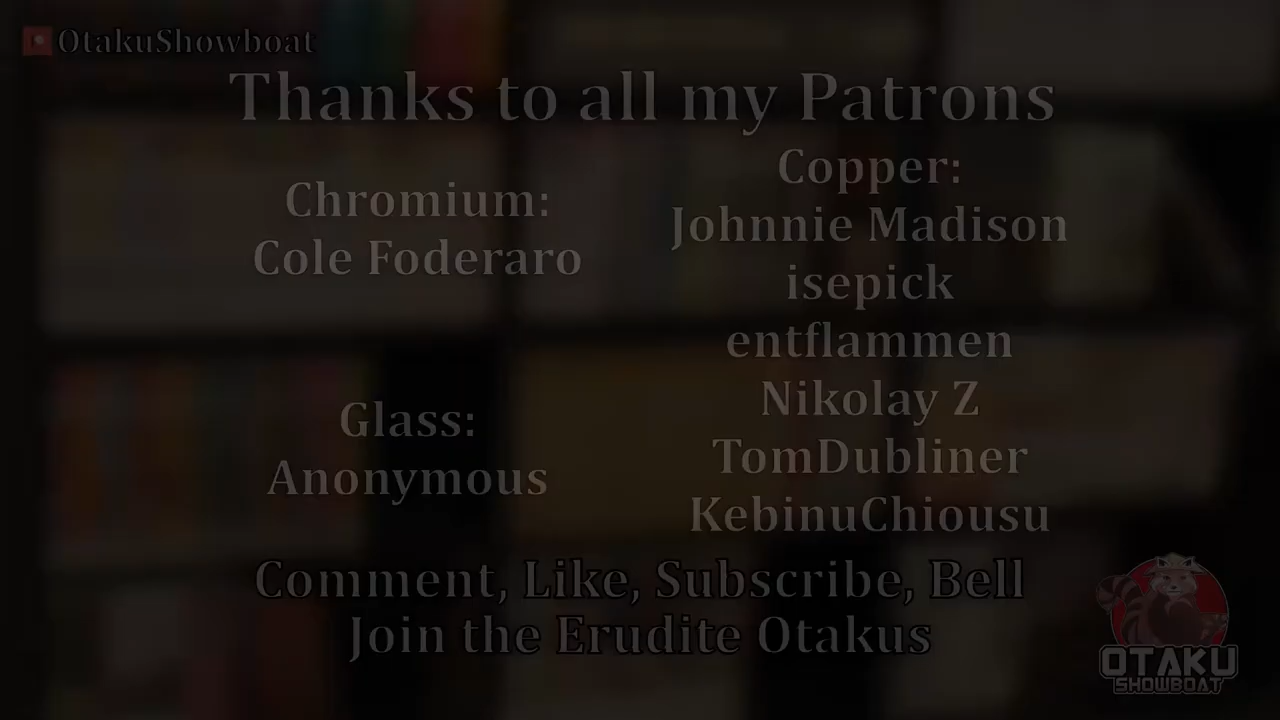 OtakuShowboat
Thanks to all my Patrons
Chromium:
Cole Foderaro
Glass:
Anonymous
Copper:
Johnnie Madison
isepick
entflammen
Nikolay Z
TomDubliner
KebinuChiousu
Comment, Like, Subscribe, Bell
Join the Erudite Otakus
OTAKU
SHOWBOAT